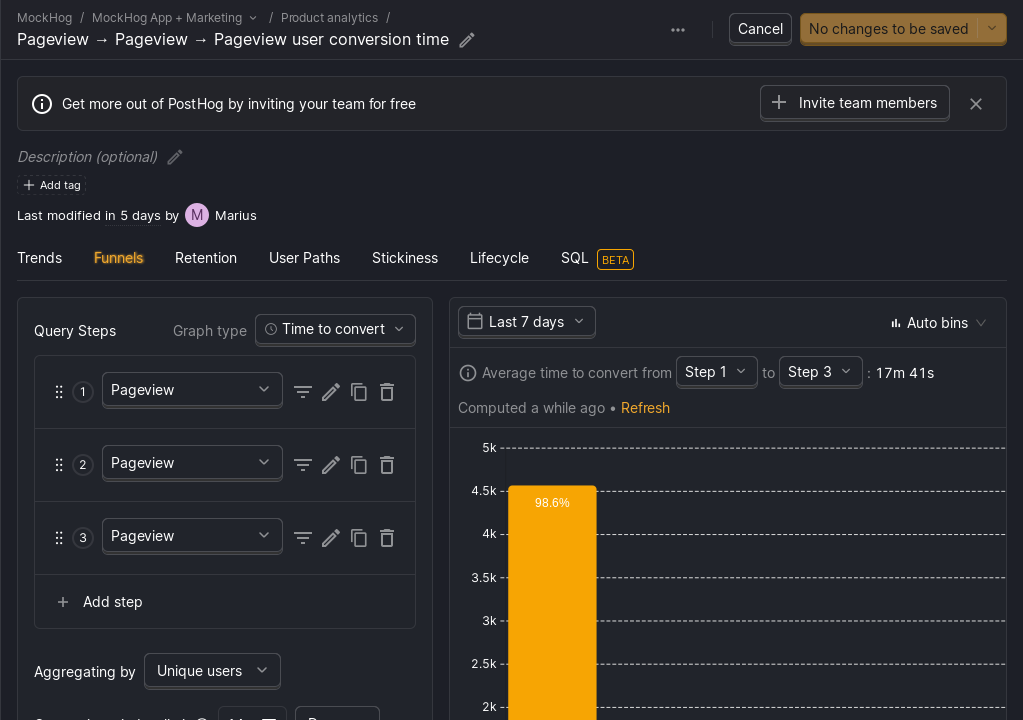 MockHog / MockHog App + Marketing / Product analytics /
Pageview → Pageview → Pageview user conversion time
Cancel
No changes to be saved
Get more out of PostHog by inviting your team for free
Invite team members
Description (optional)
Add tag
Last modified in 5 days by M Marius
Trends Funnels Retention User Paths Stickiness Lifecycle SQL BETA
Query Steps
Graph type Time to convert
1 Pageview
2 Pageview
3 Pageview
Add step
Aggregating by Unique users
Last 7 days
Auto bins
Average time to convert from Step 1 to Step 3 : 17m 41s
Computed a while ago • Refresh
5k
4.5k
98.6%
4k
3.5k
3k
2.5k
2k